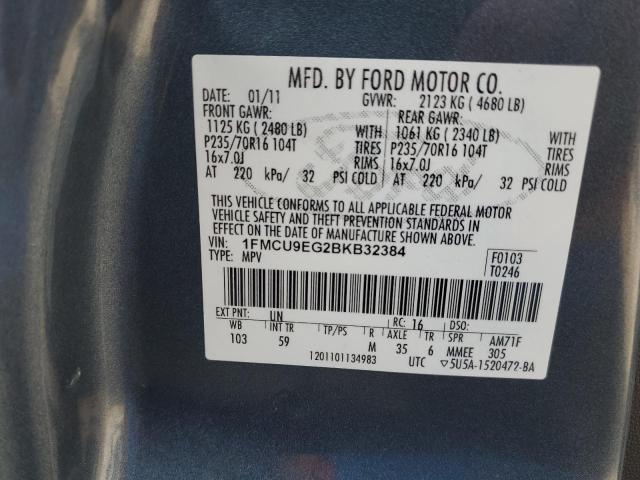 MFD. BY FORD MOTOR CO.
DATE: 01/11 GVWR: 2123 KG ( 4680 LB)
FRONT GAWR: REAR GAWR:
1125 KG ( 2480 LB) WITH 1061 KG ( 2340 LB) WITH
P235/70R16 104T TIRES P235/70R16 104T TIRES
16x7.0J RIMS 16x7.0J RIMS
AT 220 kPa/ 32 PSI COLD AT 220 kPa/ 32 PSI COLD
THIS VEHICLE CONFORMS TO ALL APPLICABLE FEDERAL MOTOR
VEHICLE SAFETY AND THEFT PREVENTION STANDARDS IN
EFFECT ON THE DATE OF MANUFACTURE SHOWN ABOVE.
VIN: 1FMCU9EG2BKB32384 F0103
TYPE: MPV T0246
EXT PNT: UN RC: 16 DSO:
WB INT TR TP/PS R AXLE TR SPR AM71F
103 59 M 35 6 MMEE 305
1201101134983 UTC ▽5U5A-1520472-BA